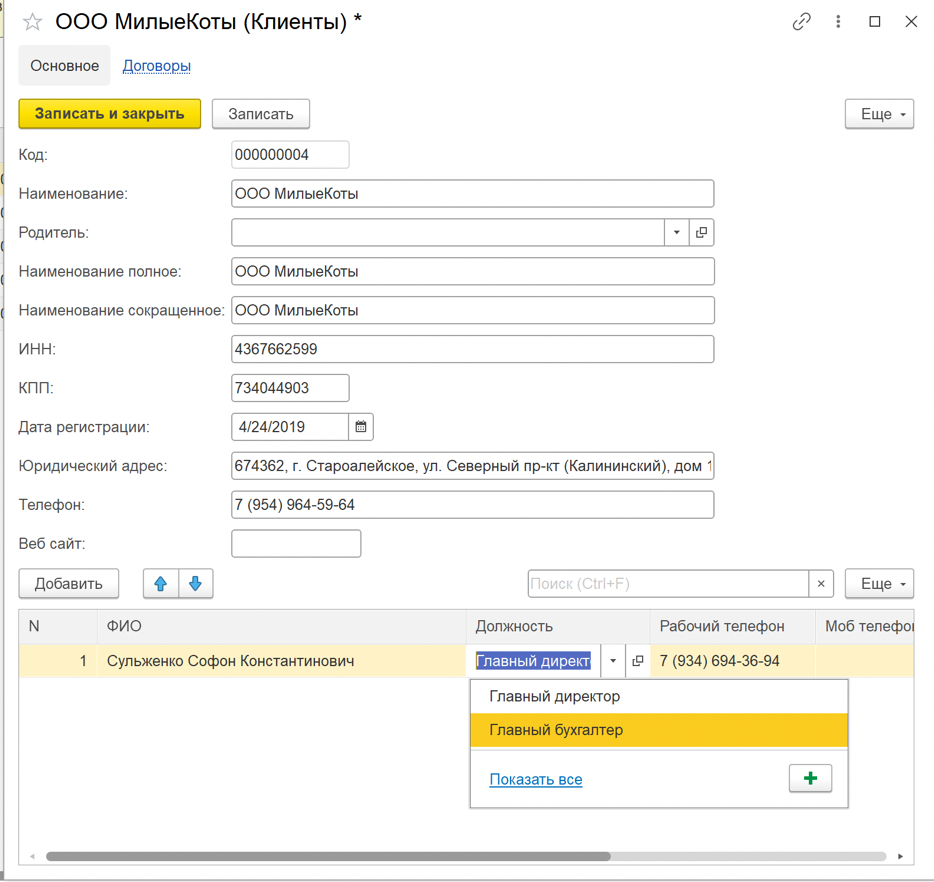 ООО МилыеКоты (Клиенты) *
Основное Договоры
Записать и закрыть Записать Еще
Код: 000000004
Наименование: ООО МилыеКоты
Родитель:
Наименование полное: ООО МилыеКоты
Наименование сокращенное: ООО МилыеКоты
ИНН: 4367662599
КПП: 734044903
Дата регистрации: 4/24/2019
Юридический адрес: 674362, г. Староалейское, ул. Северный пр-кт (Калининский), дом 1
Телефон: 7 (954) 964-59-64
Веб сайт:
Добавить Поиск (Ctrl+F) × Еще
N ФИО Должность Рабочий телефон Моб телефо
1 Сульженко Софон Константинович Главный директ 7 (934) 694-36-94
Главный директор
Главный бухгалтер
Показать все